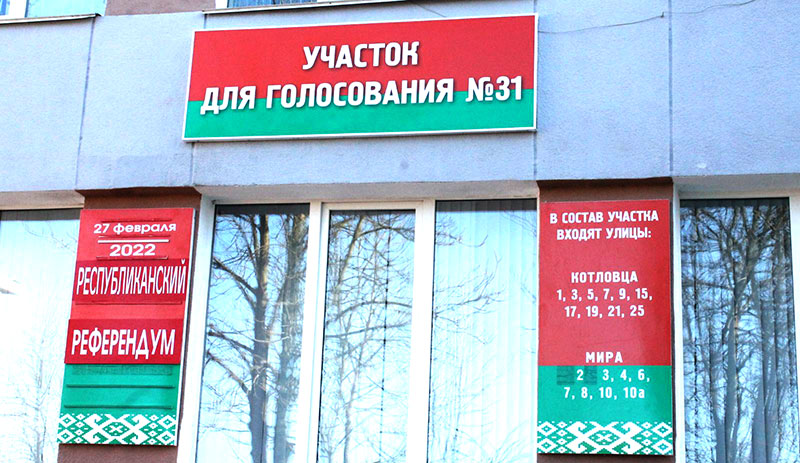 УЧАСТОК
ДЛЯ ГОЛОСОВАНИЯ №31
27 февраля
2022
РЕСПУБЛИКАНСКИЙ
РЕФЕРЕНДУМ
В СОСТАВ УЧАСТКА
ВХОДЯТ УЛИЦЫ:
КОТЛОВЦА
1, 3, 5, 7, 9, 15,
17, 19, 21, 25
МИРА
2 3, 4, 6,
7, 8, 10, 10а